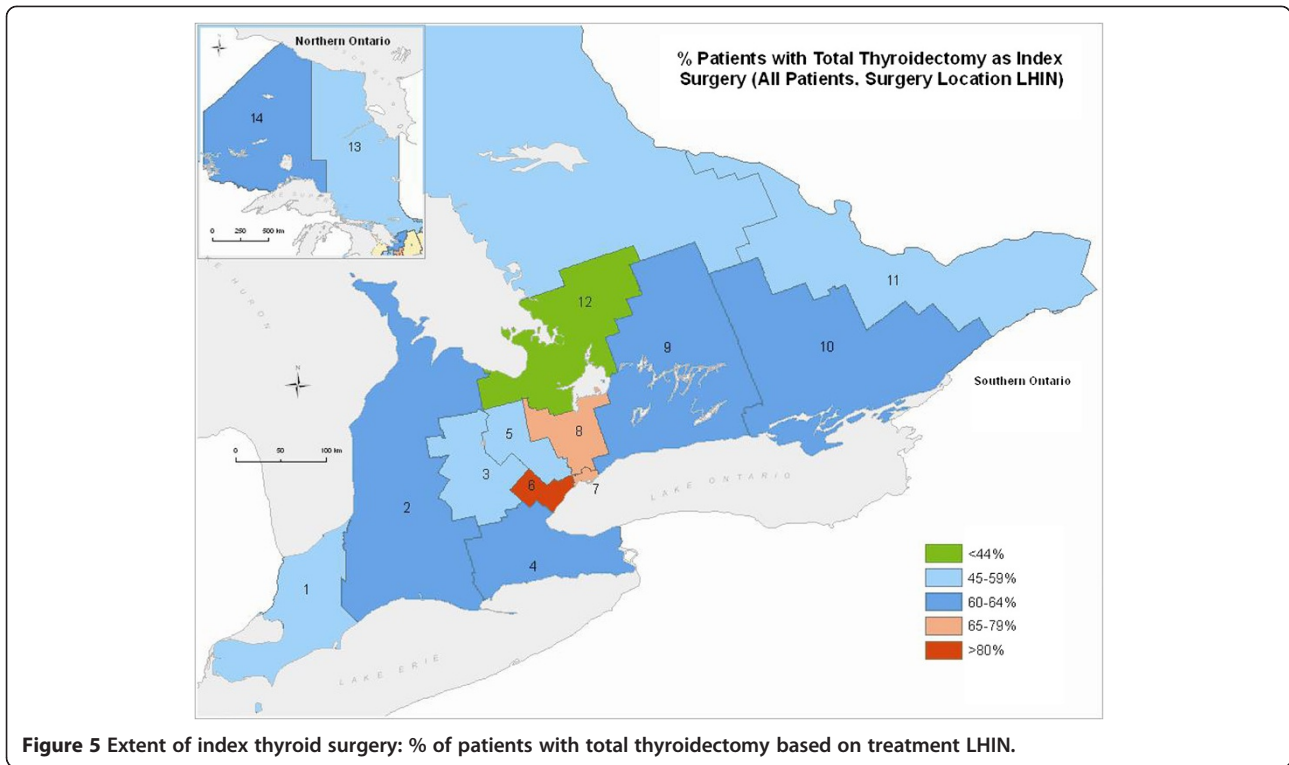 Northern Ontario
N
14
13
0 250 500 km
% Patients with Total Thyroidectomy as Index
Surgery (All Patients. Surgery Location LHIN)
HURON
N
0 50 100 km
12
11
9
10
Southern Ontario
8
5
3
6
7
LAKE ONTARIO
2
4
1
LAKE ERIE
<44%
45-59%
60-64%
65-79%
>80%
Figure 5 Extent of index thyroid surgery: % of patients with total thyroidectomy based on treatment LHIN.